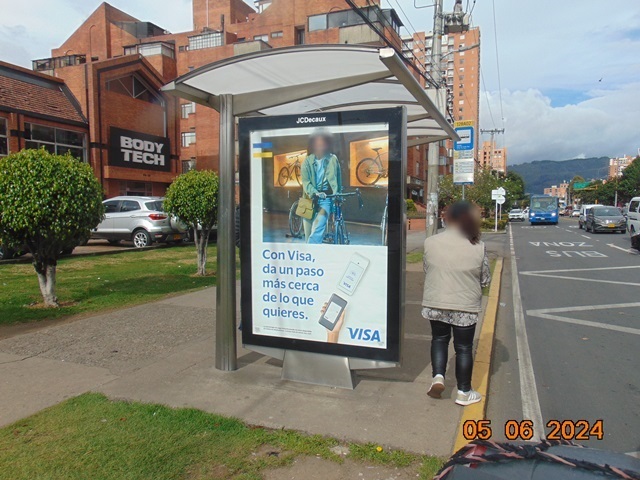 JCDecaux
BODY
TECH
Con Visa,
da un paso
más cerca
de lo que
quieres.
VISA
VISA
ZONA
BUS
05 06 2024